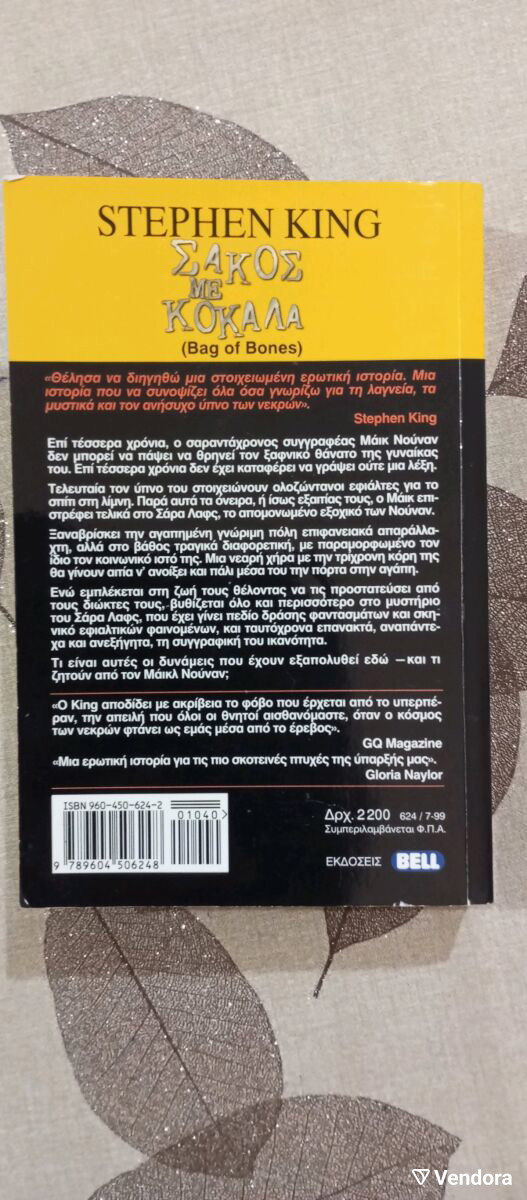 STEPHEN KING
ΣΑΚΟΣ
ΜΕ
ΚΟΚΑΛΑ
(Bag of Bones)
«Θέλησα να διηγηθώ μια στοιχειωμένη ερωτική ιστορία. Μια
ιστορία που να συνοψίζει όλα όσα γνωρίζω για τη λαγνεία, τα
μυστικά και τον ανήσυχο ύπνο των νεκρών».
Stephen King
Επί τέσσερα χρόνια, ο σαραντάχρονος συγγραφέας Μάικ Νούναν
δεν μπορεί να πάψει να θρηνεί τον ξαφνικό θάνατο της γυναίκας
του. Επί τέσσερα χρόνια δεν έχει καταφέρει να γράψει ούτε μια λέξη.
Τελευταία τον ύπνο του στοιχειώνουν ολοζώντανοι εφιάλτες για το
σπίτι στη λίμνη. Παρά αυτά τα όνειρα, ή ίσως εξαιτίας τους, ο Μάικ επι-
στρέφει τελικά στο Σάρα Λαφς, το απομονωμένο εξοχικό των Νούναν.
Ξαναβρίσκει την αγαπημένη γνώριμη πόλη επιφανειακά απαράλλα-
χτη, αλλά στο βάθος τραγικά διαφορετική, με παραμορφωμένο τον
ίδιο τον κοινωνικό ιστό της. Μια νεαρή χήρα με την τρίχρονη κόρη της
θα γίνουν αιτία ν' ανοίξει και πάλι μέσα του την πόρτα στην αγάπη.
Ενώ εμπλέκεται στη ζωή τους θέλοντας να τις προστατεύσει από
τους διώκτες τους, βυθίζεται όλο και περισσότερο στο μυστήριο
του Σάρα Λαφς, που έχει γίνει πεδίο δράσης φαντασμάτων και σκη-
νικό εφιαλτικών φαινομένων, και ταυτόχρονα επανακτά, αναπάντε-
χα και ανεξήγητα, τη συγγραφική του ικανότητα.
Τι είναι αυτές οι δυνάμεις που έχουν εξαπολυθεί εδώ — και τι
ζητούν από τον Μάικλ Νούναν;
«Ο King αποδίδει με ακρίβεια το φόβο που έρχεται από το υπερπέ-
ραν, την απειλή που όλοι οι θνητοί αισθανόμαστε, όταν ο κόσμος
των νεκρών φτάνει ως εμάς μέσα από το έρεβος».
GQ Magazine
«Μια ερωτική ιστορία για τις πιο σκοτεινές πτυχές της ύπαρξής μας».
Gloria Naylor
ISBN 960-450-624-2
01040
9 789604 506248
Δρχ. 2200 624 / 7-99
Συμπεριλαμβάνεται Φ.Π.Α.
ΕΚΔΟΣΕΙΣ BELL
Vendora